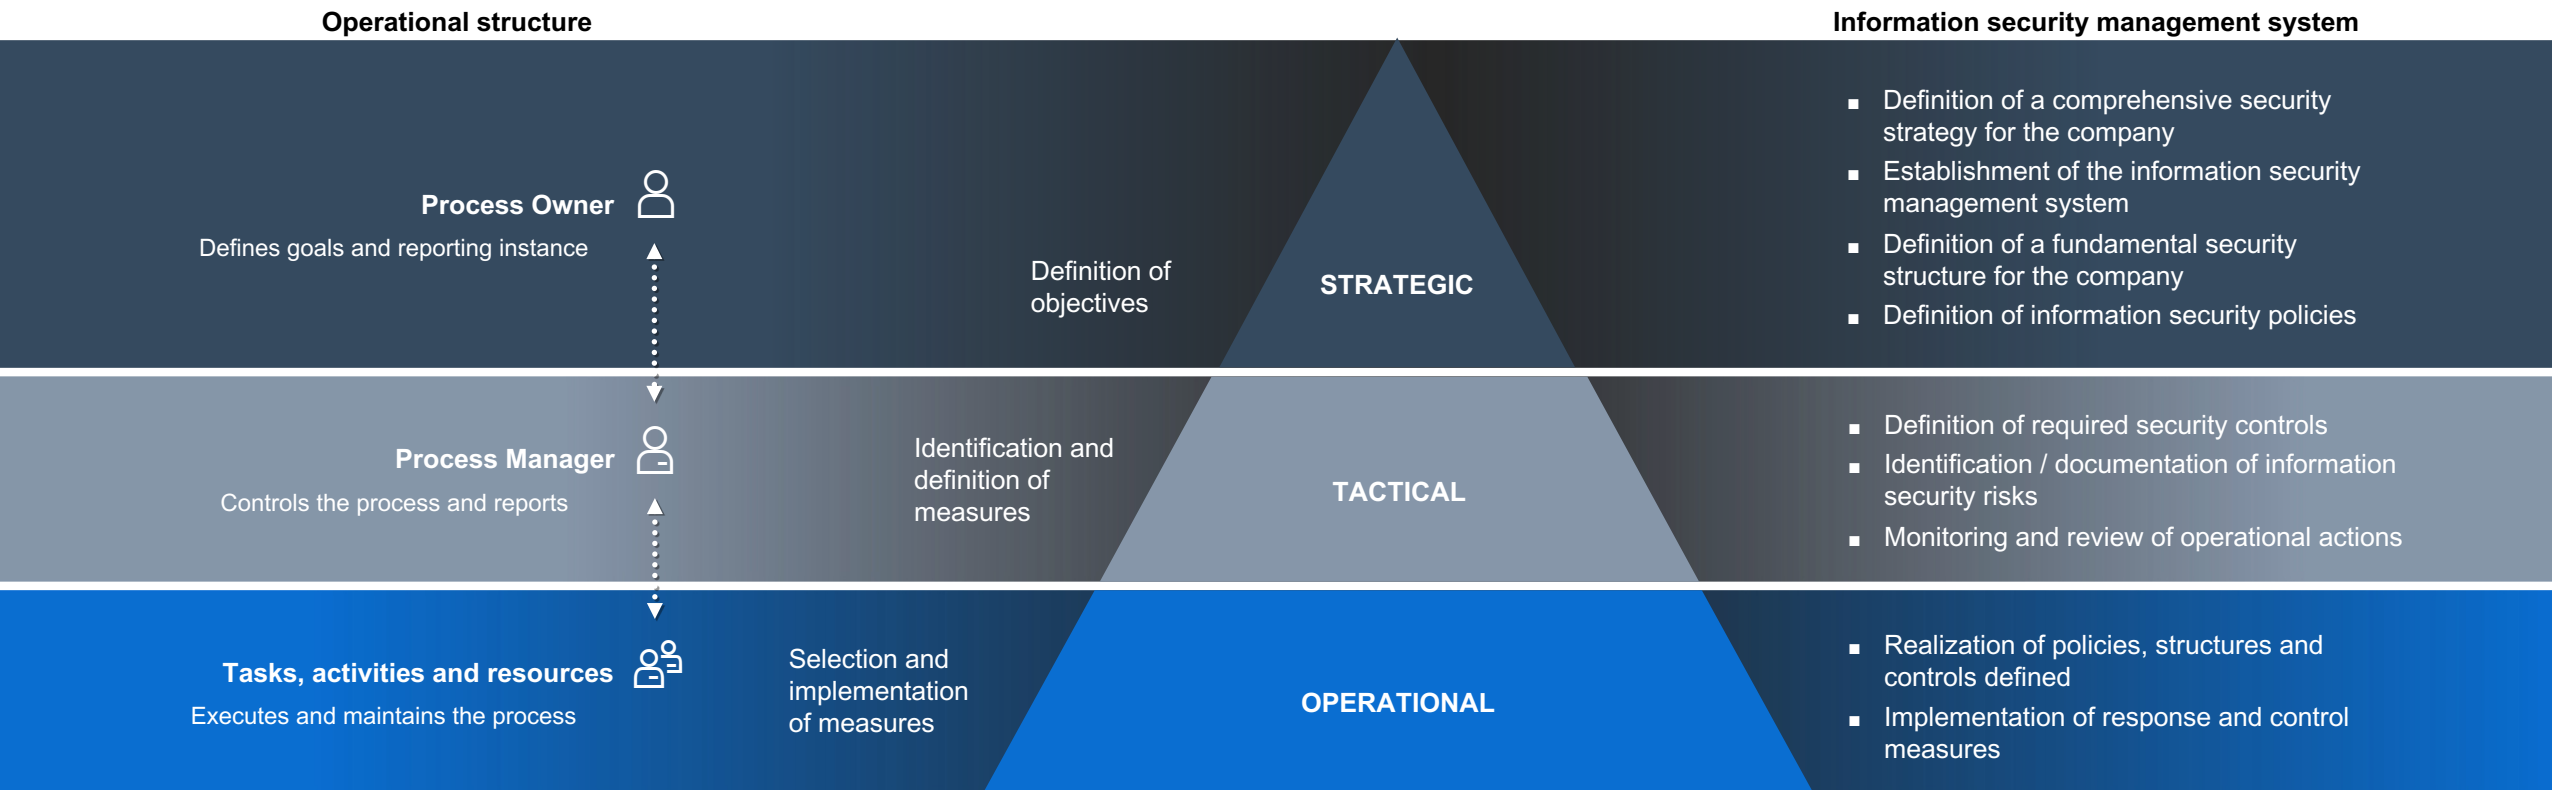 Operational structure
Information security management system
Process Owner
Defines goals and reporting instance
Definition of
objectives
STRATEGIC
▪ Definition of a comprehensive security
strategy for the company
▪ Establishment of the information security
management system
▪ Definition of a fundamental security
structure for the company
▪ Definition of information security policies
Process Manager
Controls the process and reports
Identification and
definition of
measures
TACTICAL
▪ Definition of required security controls
▪ Identification / documentation of information
security risks
▪ Monitoring and review of operational actions
Tasks, activities and resources
Executes and maintains the process
Selection and
implementation
of measures
OPERATIONAL
▪ Realization of policies, structures and
controls defined
▪ Implementation of response and control
measures